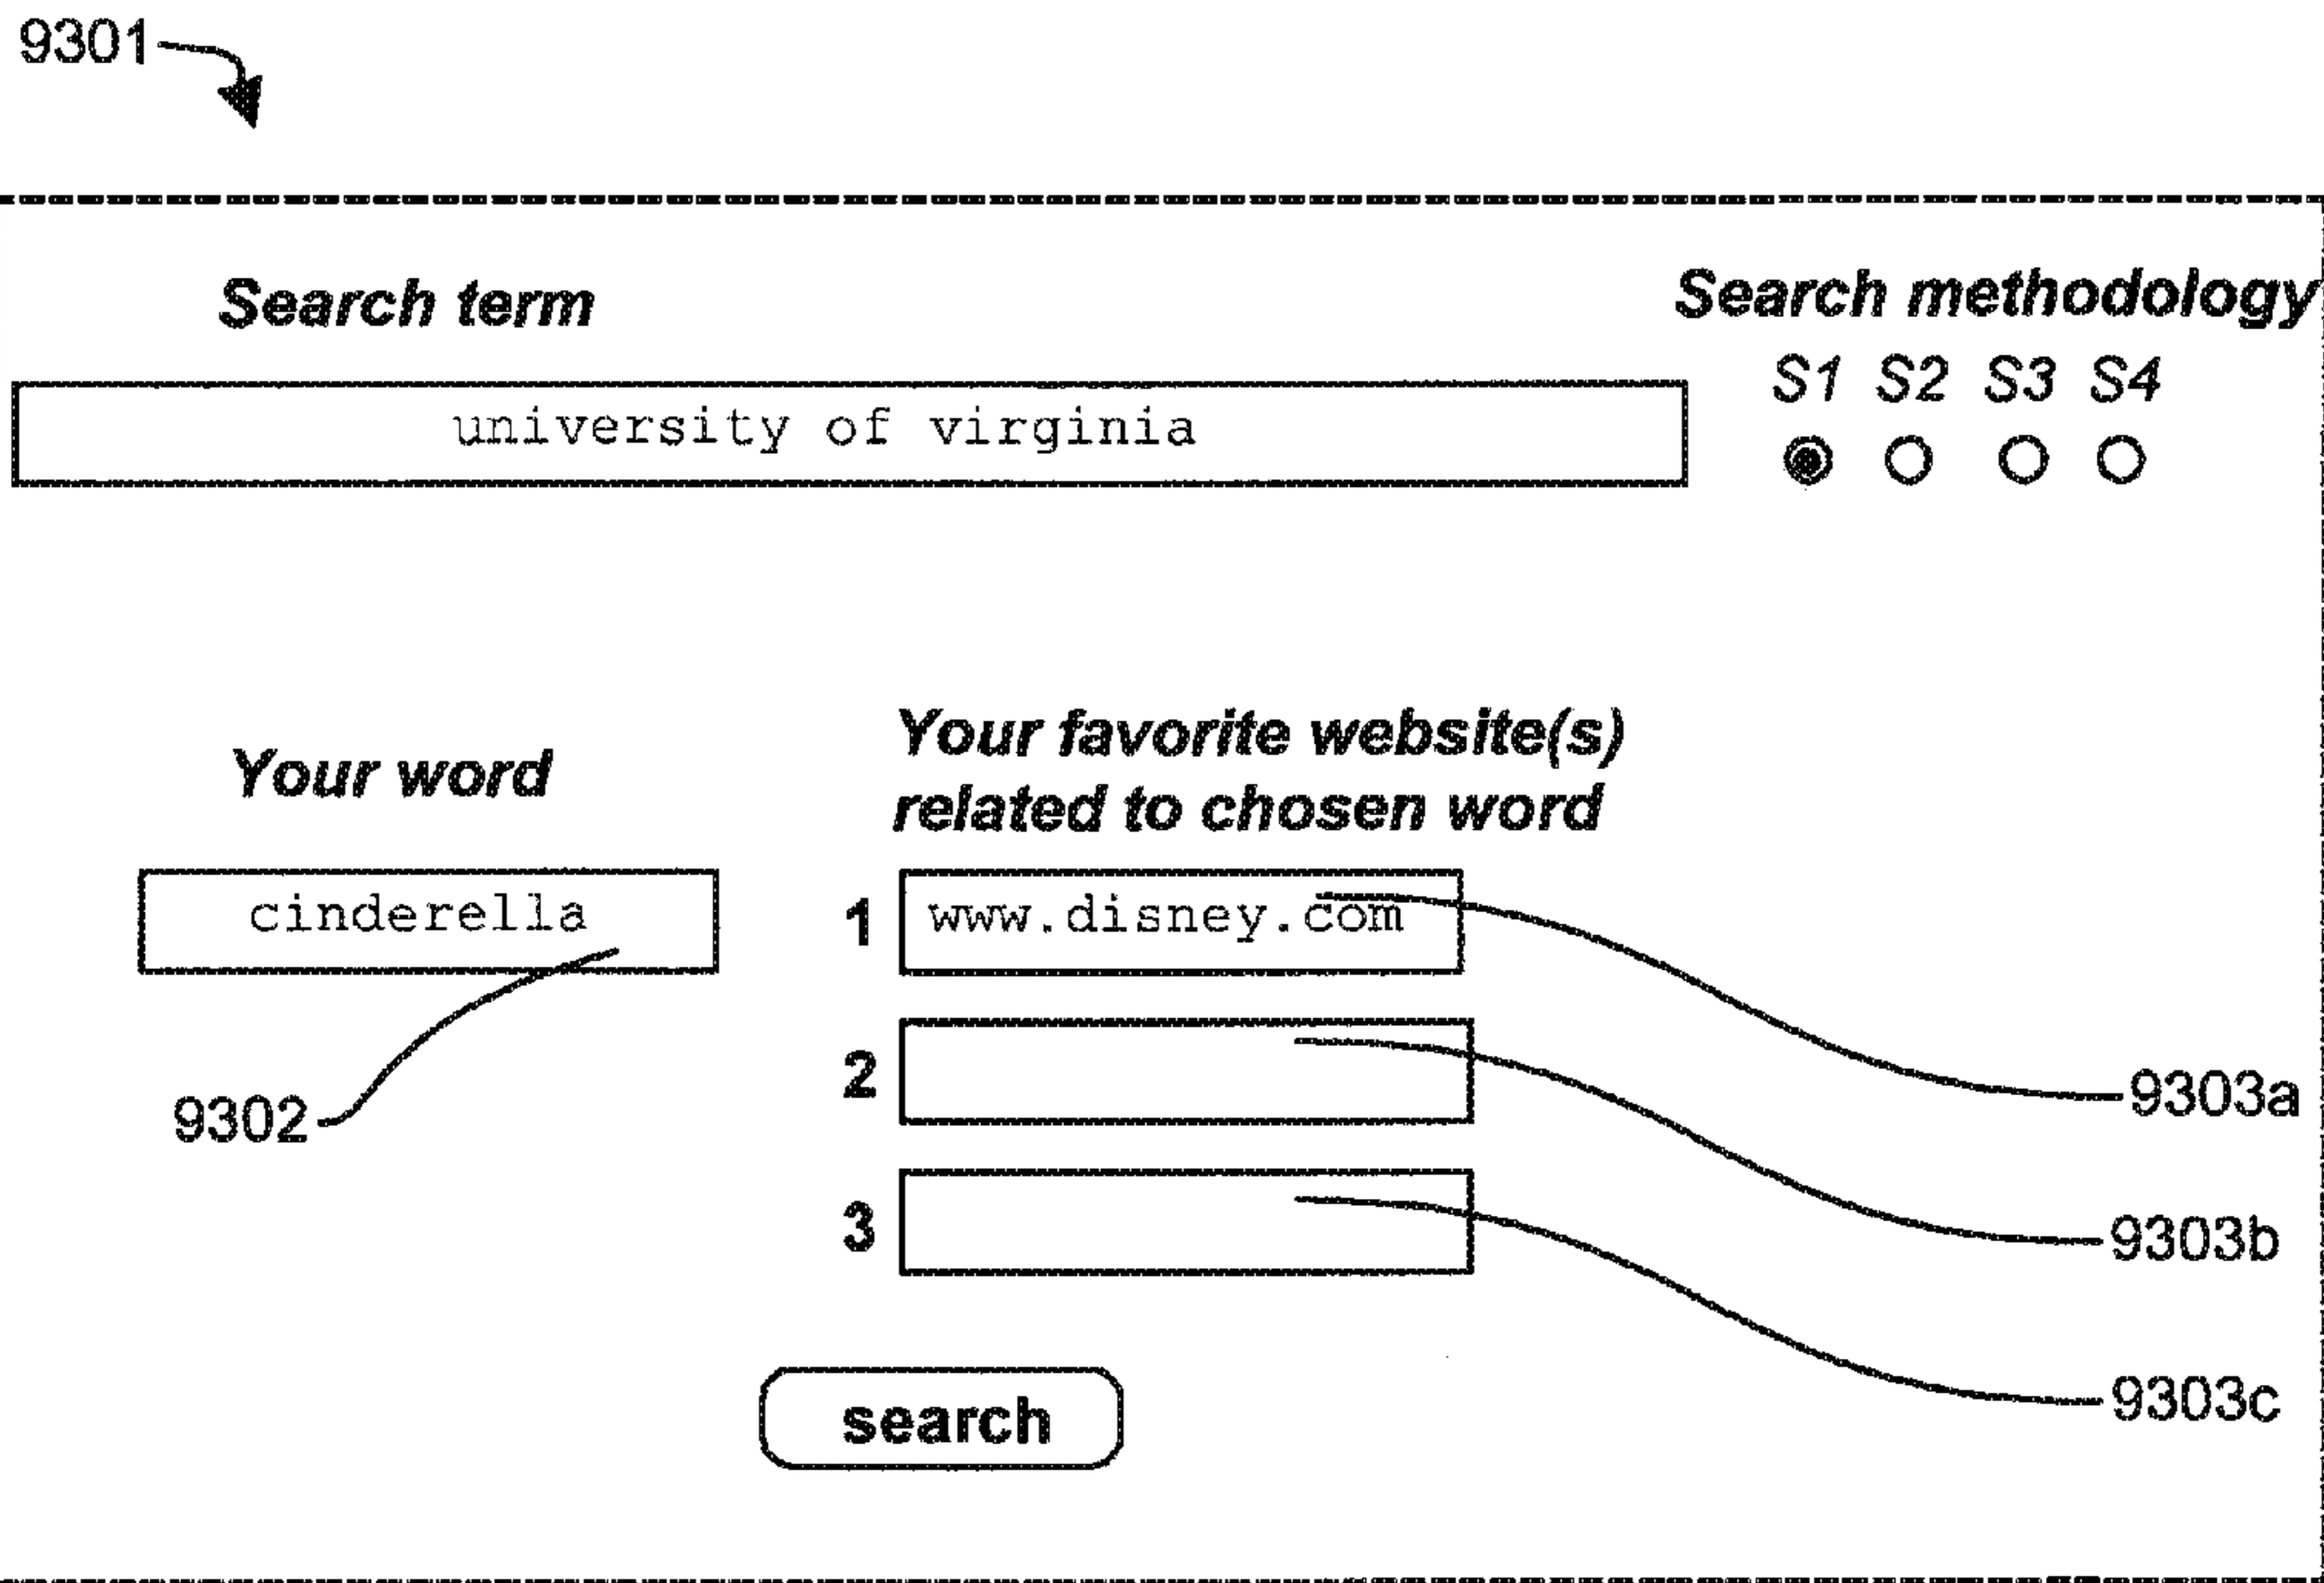 9301
Search term
Search methodology
S1 S2 S3 S4
university of virginia
Your word
Your favorite website(s)
related to chosen word
cinderella
1 www.disney.com
2
3
9302
9303a
9303b
9303c
search